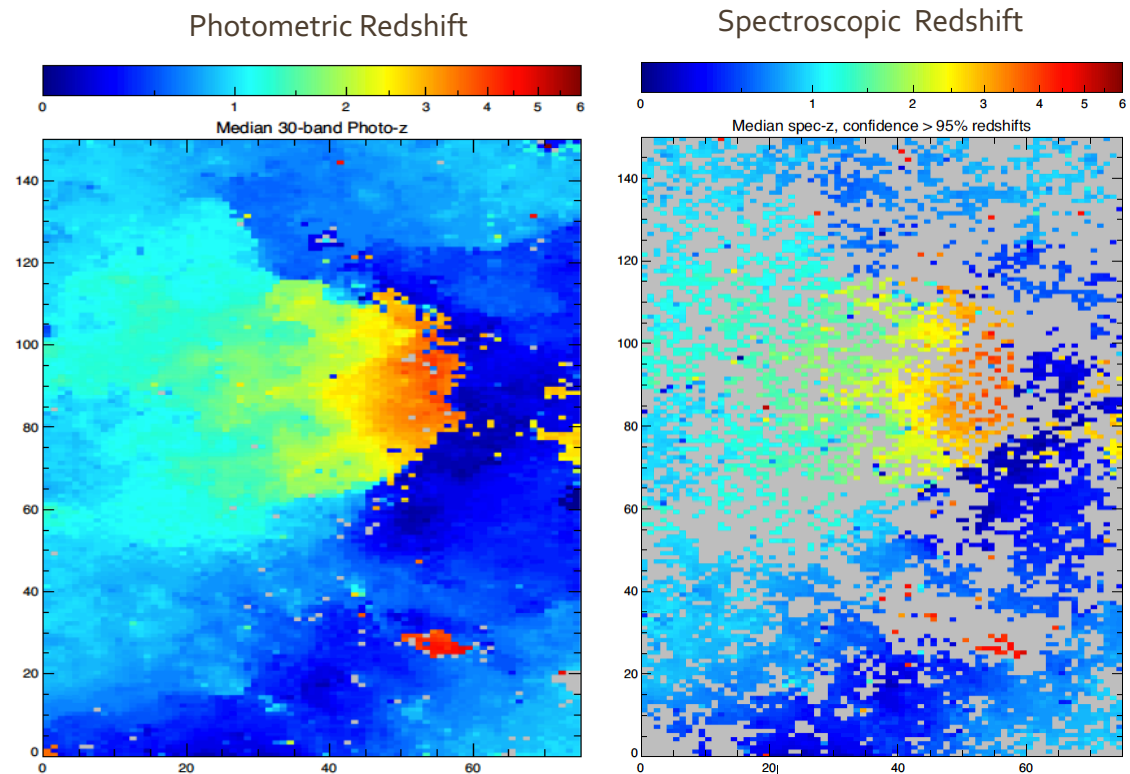 Photometric Redshift
0 1 2 3 4 5 6
Median 30-band Photo-z
140
120
100
80
60
40
20
0
0 20 40 60
Spectroscopic Redshift
0 1 2 3 4 5 6
Median spec-z, confidence > 95% redshifts
140
120
100
80
60
40
20
0
0 20 40 60